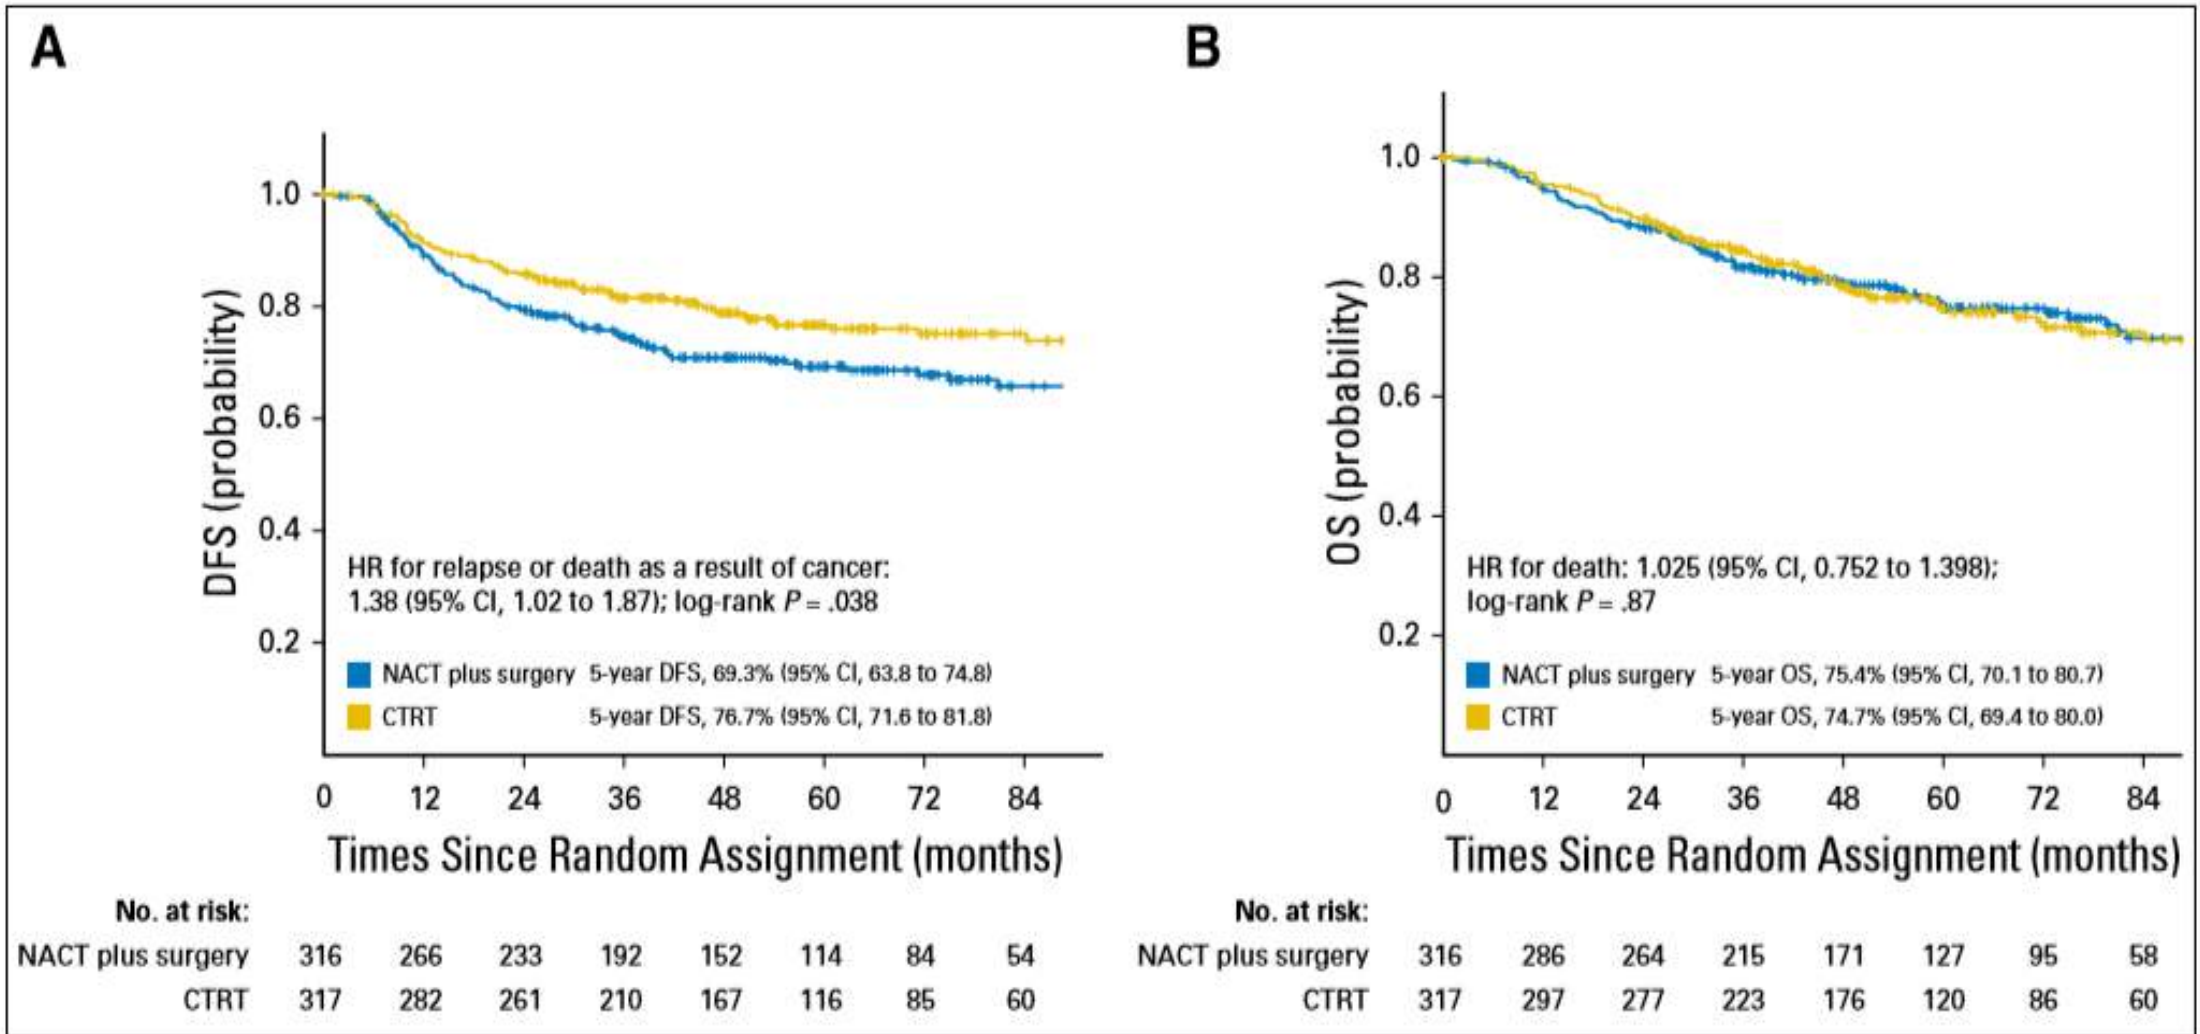 A
1.0
0.8
0.6
0.4
0.2
DFS (probability)
HR for relapse or death as a result of cancer:
1.38 (95% CI, 1.02 to 1.87); log-rank P = .038
NACT plus surgery 5-year DFS, 69.3% (95% CI, 63.8 to 74.8)
CTRT 5-year DFS, 76.7% (95% CI, 71.6 to 81.8)
0 12 24 36 48 60 72 84
Times Since Random Assignment (months)
No. at risk:
NACT plus surgery 316 266 233 192 152 114 84 54
CTRT 317 282 261 210 167 116 85 60
B
1.0
0.8
0.6
0.4
0.2
OS (probability)
HR for death: 1.025 (95% CI, 0.752 to 1.398);
log-rank P = .87
NACT plus surgery 5-year OS, 75.4% (95% CI, 70.1 to 80.7)
CTRT 5-year OS, 74.7% (95% CI, 69.4 to 80.0)
0 12 24 36 48 60 72 84
Times Since Random Assignment (months)
No. at risk:
NACT plus surgery 316 286 264 215 171 127 95 58
CTRT 317 297 277 223 176 120 86 60